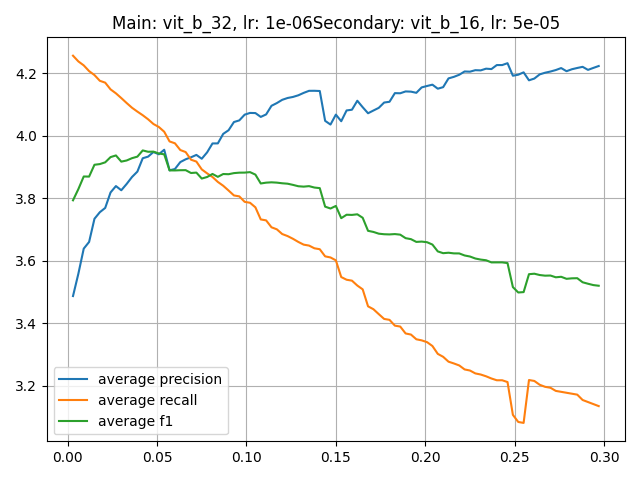 Main: vit_b_32, lr: 1e-06Secondary: vit_b_16, lr: 5e-05
4.2
4.0
3.8
3.6
3.4
3.2
average precision
average recall
average f1
0.00 0.05 0.10 0.15 0.20 0.25 0.30